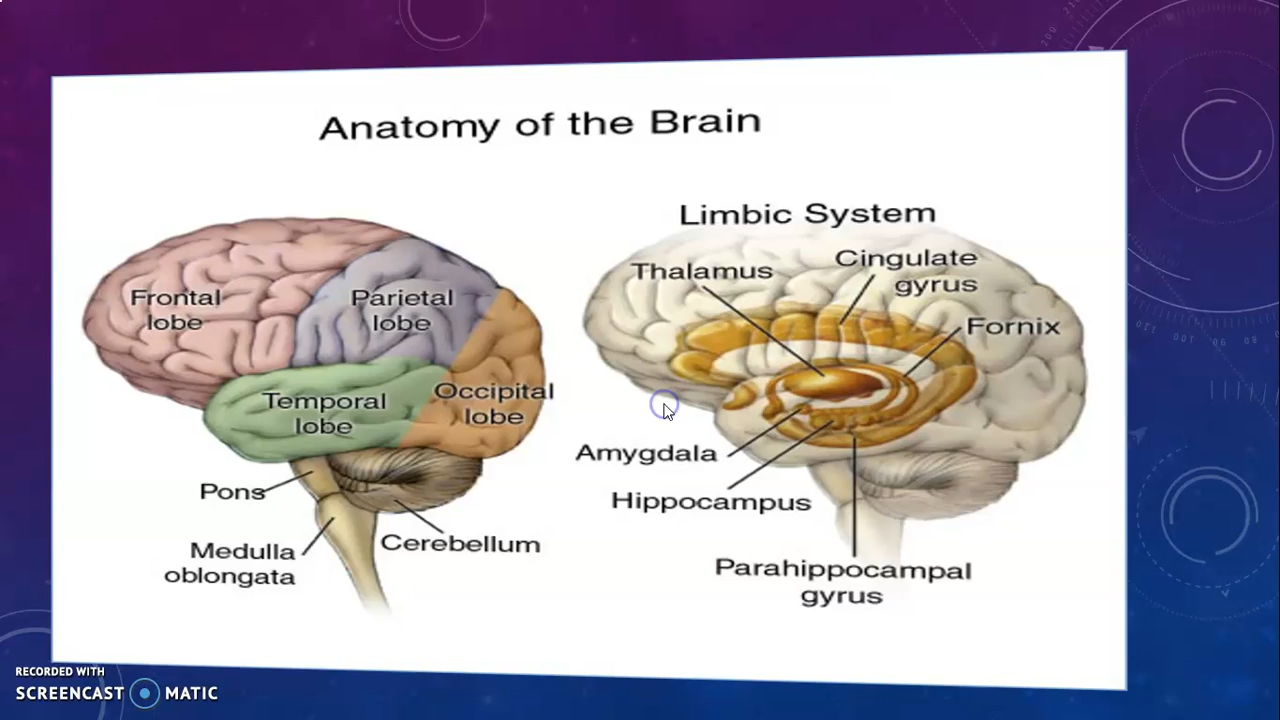 Anatomy of the Brain
Frontal
lobe
Parietal
lobe
Temporal
lobe
Occipital
lobe
Pons
Medulla
oblongata
Cerebellum
Limbic System
Thalamus
Cingulate
gyrus
Fornix
Amygdala
Hippocampus
Parahippocampal
gyrus
RECORDED WITH
SCREENCAST MATIC